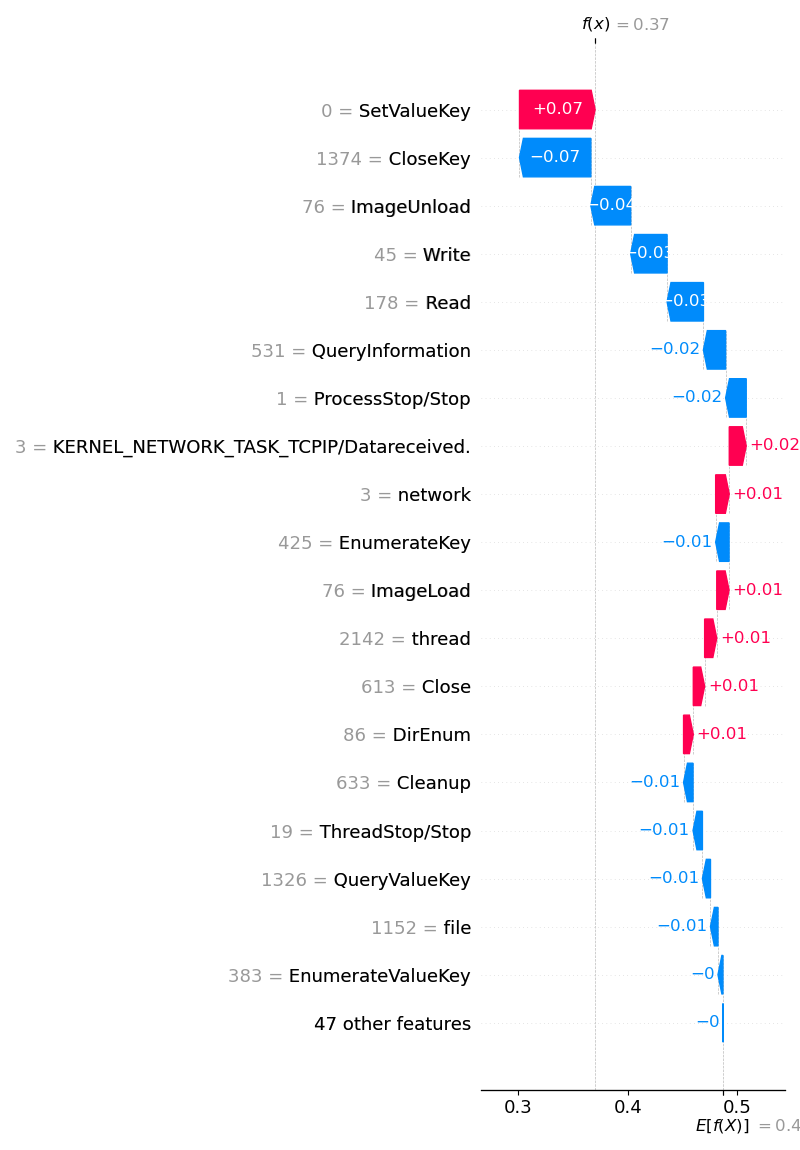 f(x) = 0.37
0 = SetValueKey +0.07
1374 = CloseKey −0.07
76 = ImageUnload −0.04
45 = Write −0.03
178 = Read −0.03
531 = QueryInformation −0.02
1 = ProcessStop/Stop −0.02
3 = KERNEL_NETWORK_TASK_TCPIP/Datareceived. +0.02
3 = network +0.01
425 = EnumerateKey −0.01
76 = ImageLoad +0.01
2142 = thread +0.01
613 = Close +0.01
86 = DirEnum +0.01
633 = Cleanup −0.01
19 = ThreadStop/Stop −0.01
1326 = QueryValueKey −0.01
1152 = file −0.01
383 = EnumerateValueKey −0
47 other features −0
0.3 0.4 0.5
E[f(X)] = 0.4